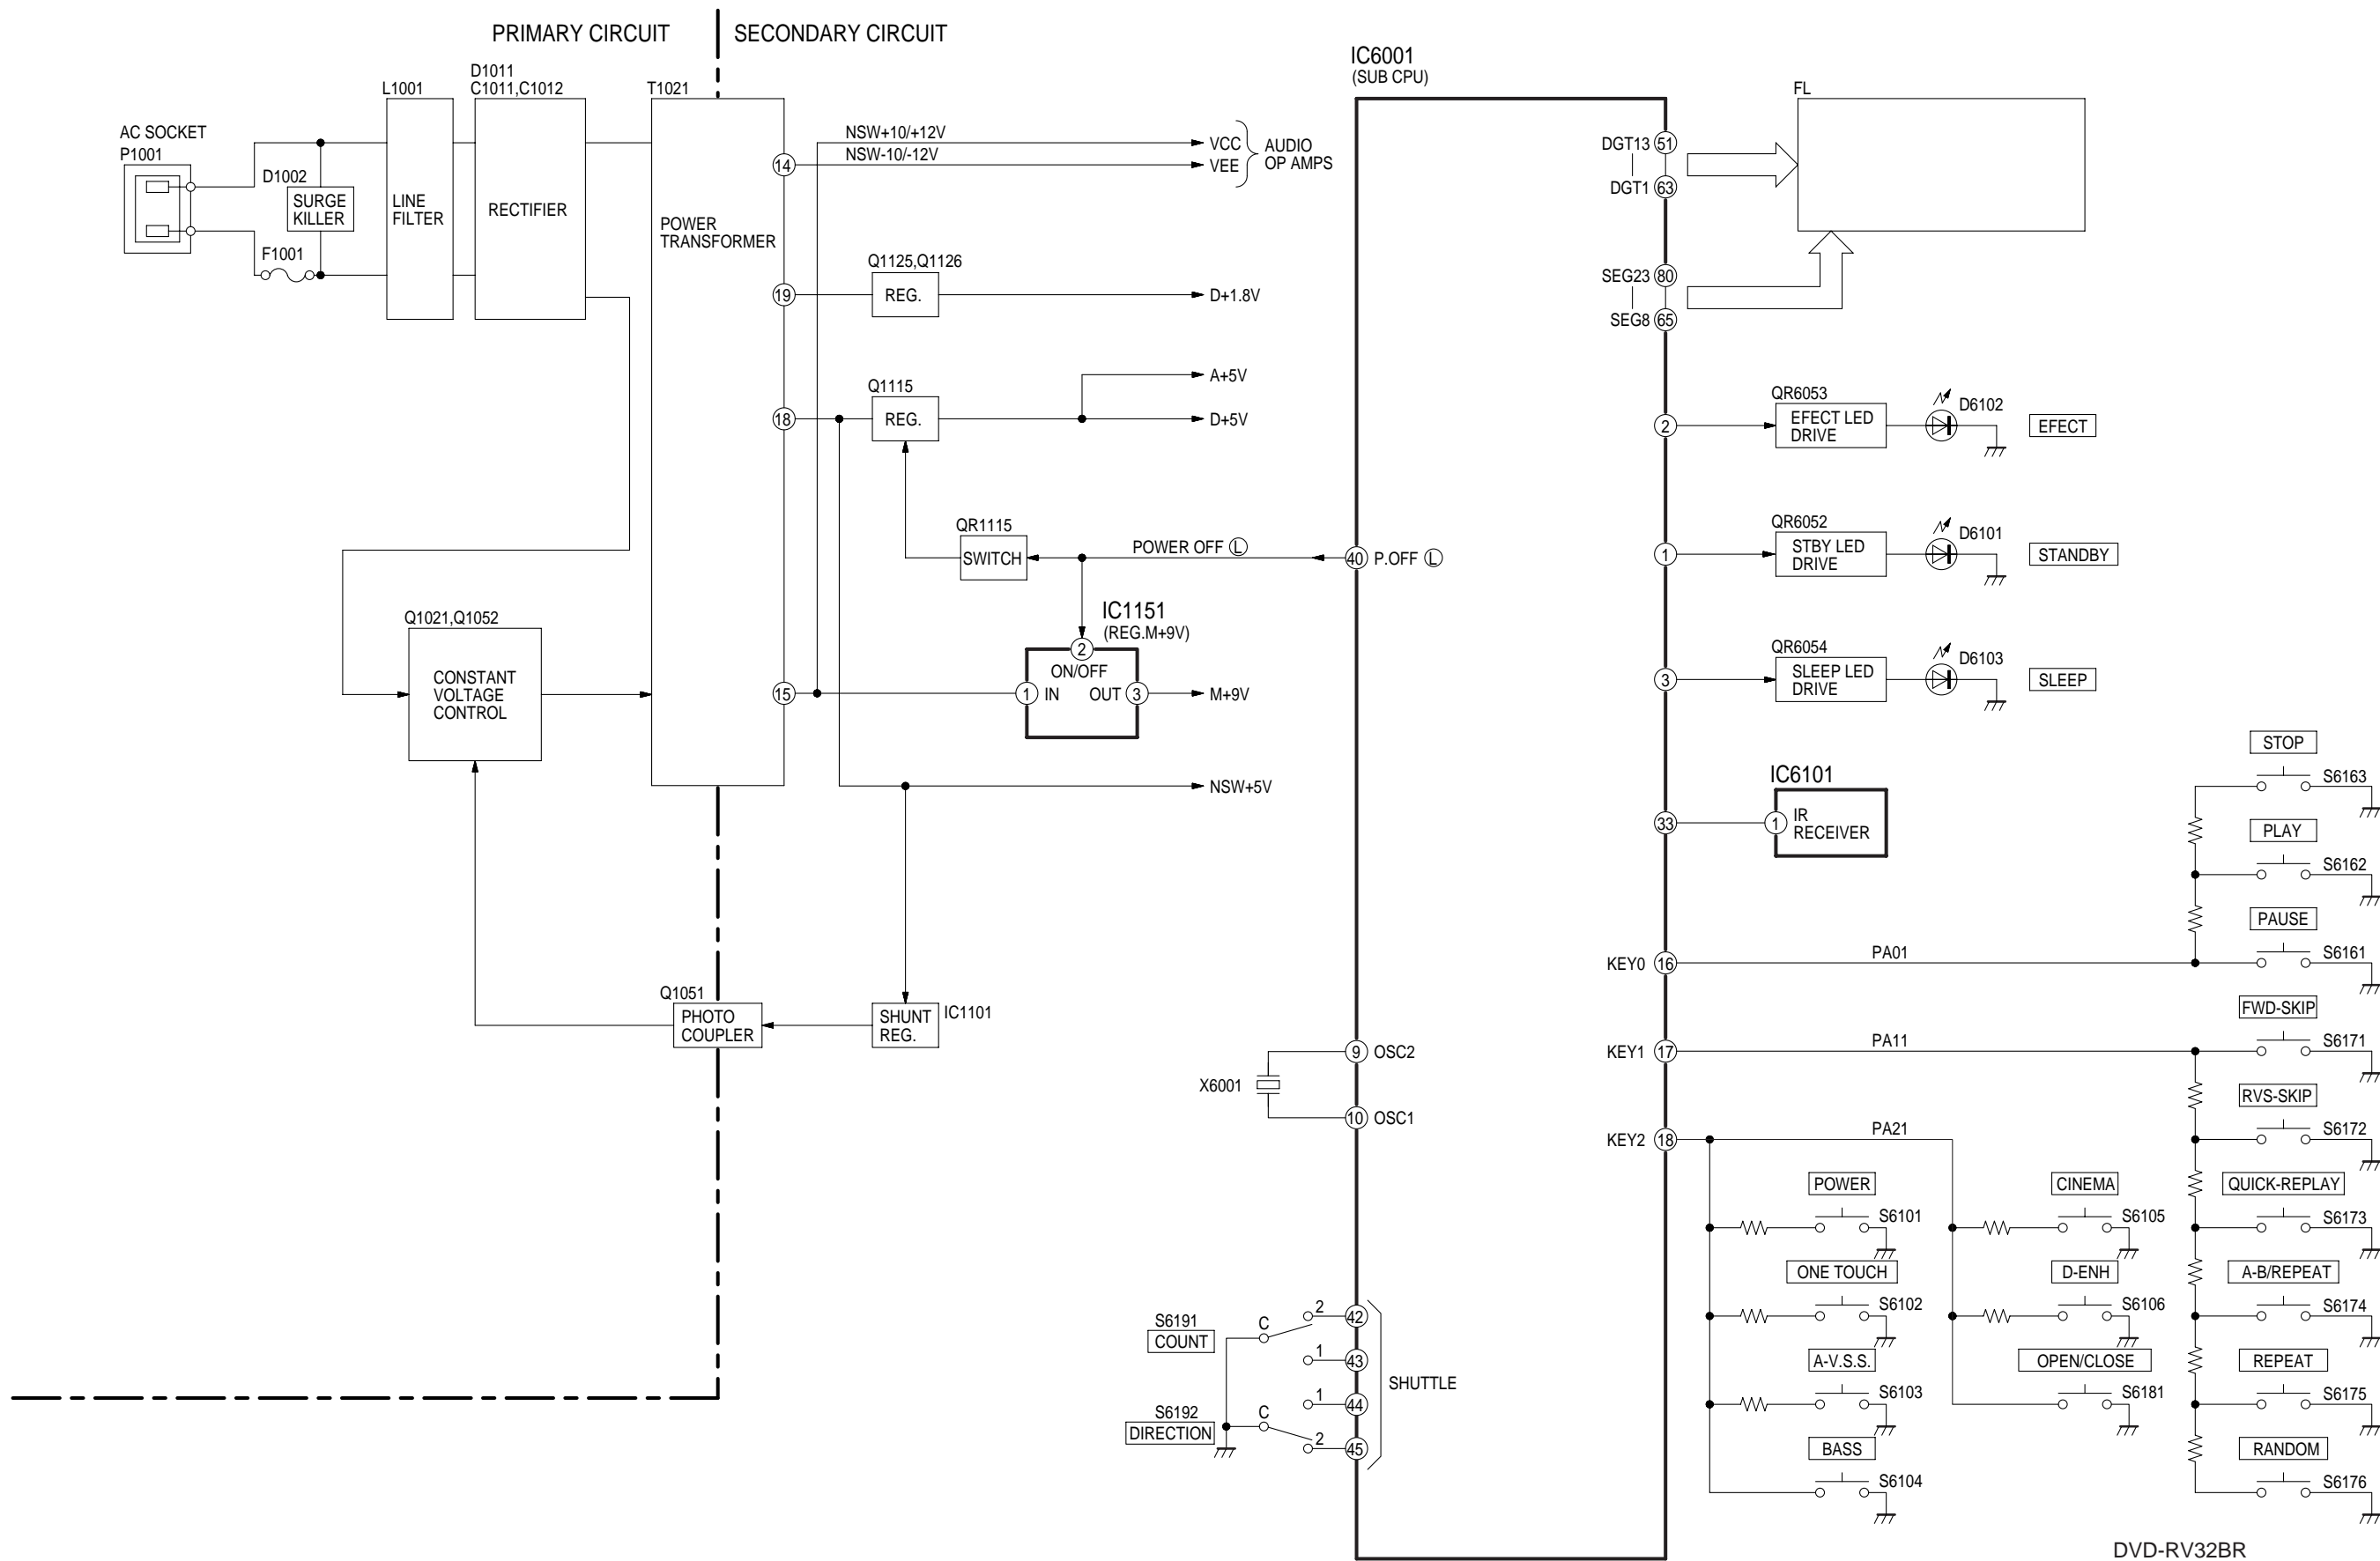 PRIMARY CIRCUIT
SECONDARY CIRCUIT
AC SOCKET
P1001
D1002
SURGE
KILLER
F1001
L1001
LINE
FILTER
D1011
C1011,C1012
RECTIFIER
T1021
POWER
TRANSFORMER
14
19
18
15
NSW+10/+12V
NSW-10/-12V
VCC
VEE
AUDIO
OP AMPS
Q1125,Q1126
REG.
D+1.8V
Q1115
REG.
A+5V
D+5V
QR1115
SWITCH
POWER OFF L
IC1151
(REG.M+9V)
2
ON/OFF
1 IN
OUT 3
M+9V
NSW+5V
Q1021,Q1052
CONSTANT
VOLTAGE
CONTROL
Q1051
PHOTO
COUPLER
SHUNT
REG.
IC1101
IC6001
(SUB CPU)
40 P.OFF L
X6001
9 OSC2
10 OSC1
S6191
COUNT
C
2
42
1
43
S6192
DIRECTION
C
1
44
2
45
SHUTTLE
DGT13 51
DGT1 63
SEG23 80
SEG8 65
FL
2
QR6053
EFECT LED
DRIVE
D6102
EFECT
1
QR6052
STBY LED
DRIVE
D6101
STANDBY
3
QR6054
SLEEP LED
DRIVE
D6103
SLEEP
33
IC6101
1
IR
RECEIVER
KEY0 16
PA01
STOP
S6163
PLAY
S6162
PAUSE
S6161
KEY1 17
PA11
FWD-SKIP
S6171
RVS-SKIP
S6172
QUICK-REPLAY
S6173
A-B/REPEAT
S6174
REPEAT
S6175
RANDOM
S6176
KEY2 18
PA21
POWER
S6101
ONE TOUCH
S6102
A-V.S.S.
S6103
BASS
S6104
CINEMA
S6105
D-ENH
S6106
OPEN/CLOSE
S6181
DVD-RV32BR